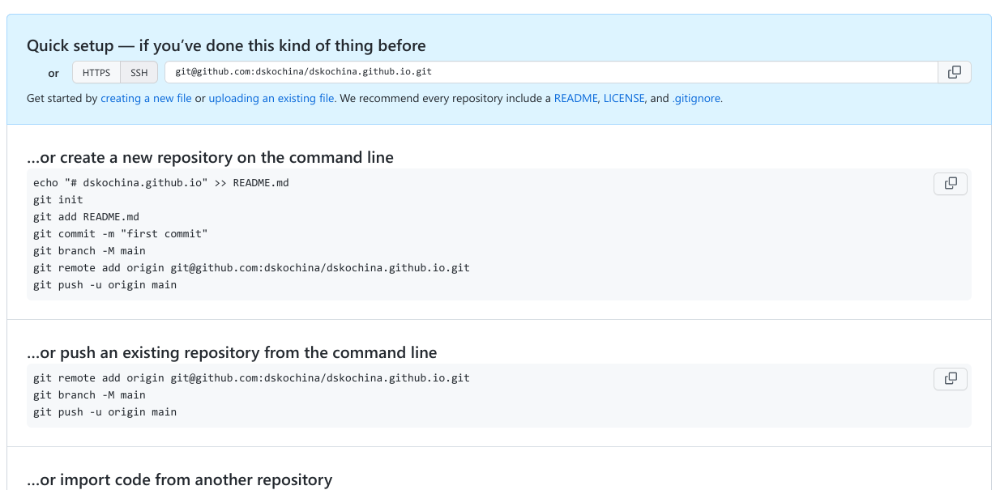 Quick setup — if you’ve done this kind of thing before
or HTTPS SSH git@github.com:dskochina/dskochina.github.io.git
Get started by creating a new file or uploading an existing file. We recommend every repository include a README, LICENSE, and .gitignore.
…or create a new repository on the command line
echo "# dskochina.github.io" >> README.md
git init
git add README.md
git commit -m "first commit"
git branch -M main
git remote add origin git@github.com:dskochina/dskochina.github.io.git
git push -u origin main
…or push an existing repository from the command line
git remote add origin git@github.com:dskochina/dskochina.github.io.git
git branch -M main
git push -u origin main
…or import code from another repository